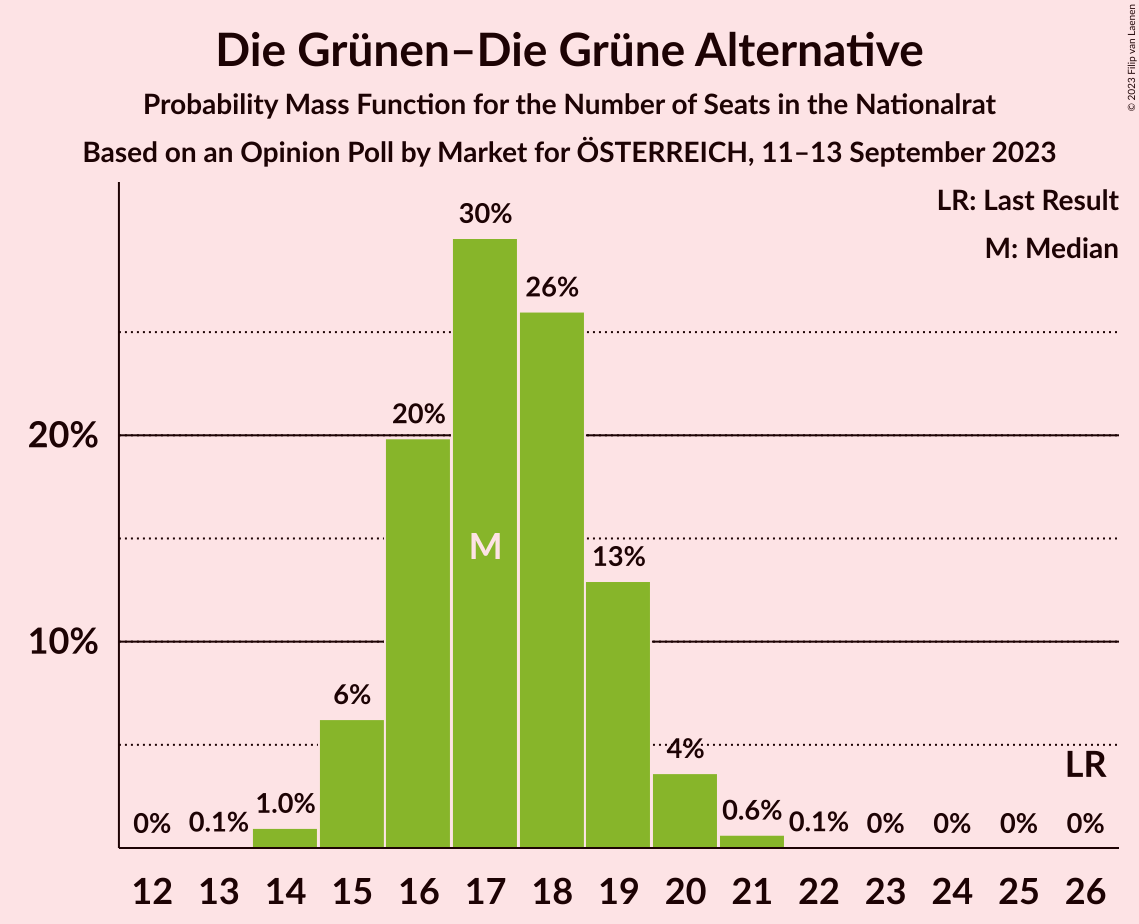 Die Grünen–Die Grüne Alternative
Probability Mass Function for the Number of Seats in the Nationalrat
Based on an Opinion Poll by Market for ÖSTERREICH, 11–13 September 2023
© 2023 Filip van Laenen
LR: Last Result
M: Median
30%
26%
20%
20%
M
13%
10%
6%
4%
LR
0% 0.1% 1.0% 0.6% 0.1% 0% 0% 0% 0%
12 13 14 15 16 17 18 19 20 21 22 23 24 25 26